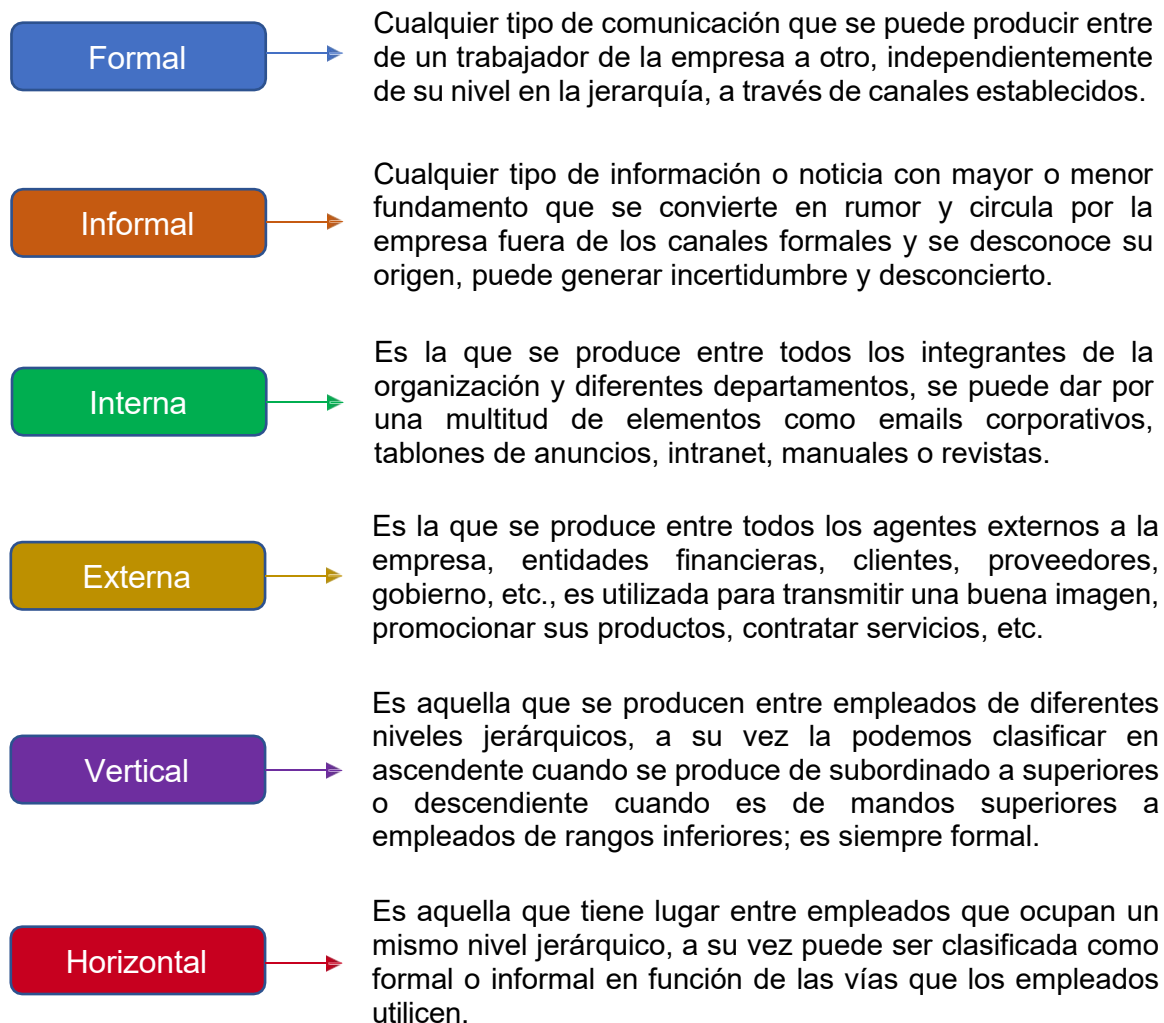 Formal
Cualquier tipo de comunicación que se puede producir entre
de un trabajador de la empresa a otro, independientemente
de su nivel en la jerarquía, a través de canales establecidos.
Informal
Cualquier tipo de información o noticia con mayor o menor
fundamento que se convierte en rumor y circula por la
empresa fuera de los canales formales y se desconoce su
origen, puede generar incertidumbre y desconcierto.
Interna
Es la que se produce entre todos los integrantes de la
organización y diferentes departamentos, se puede dar por
una multitud de elementos como emails corporativos,
tablones de anuncios, intranet, manuales o revistas.
Externa
Es la que se produce entre todos los agentes externos a la
empresa, entidades financieras, clientes, proveedores,
gobierno, etc., es utilizada para transmitir una buena imagen,
promocionar sus productos, contratar servicios, etc.
Vertical
Es aquella que se producen entre empleados de diferentes
niveles jerárquicos, a su vez la podemos clasificar en
ascendente cuando se produce de subordinado a superiores
o descendiente cuando es de mandos superiores a
empleados de rangos inferiores; es siempre formal.
Horizontal
Es aquella que tiene lugar entre empleados que ocupan un
mismo nivel jerárquico, a su vez puede ser clasificada como
formal o informal en función de las vías que los empleados
utilicen.